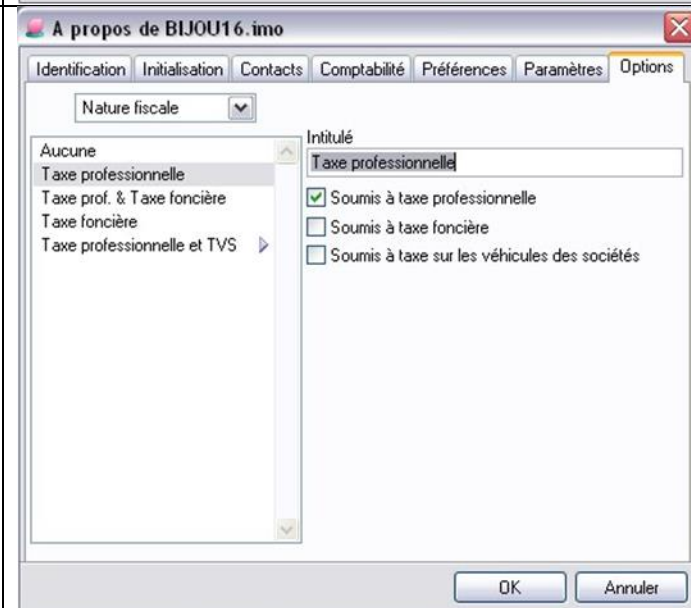 A propos de BIJOU16.imo
Identification Initialisation Contacts Comptabilité Préférences Paramètres Options
Nature fiscale
Aucune
Taxe professionnelle
Taxe prof. & Taxe foncière
Taxe foncière
Taxe professionnelle et TVS
Intitulé
Taxe professionnelle
Soumis à taxe professionnelle
Soumis à taxe foncière
Soumis à taxe sur les véhicules des sociétés
OK Annuler